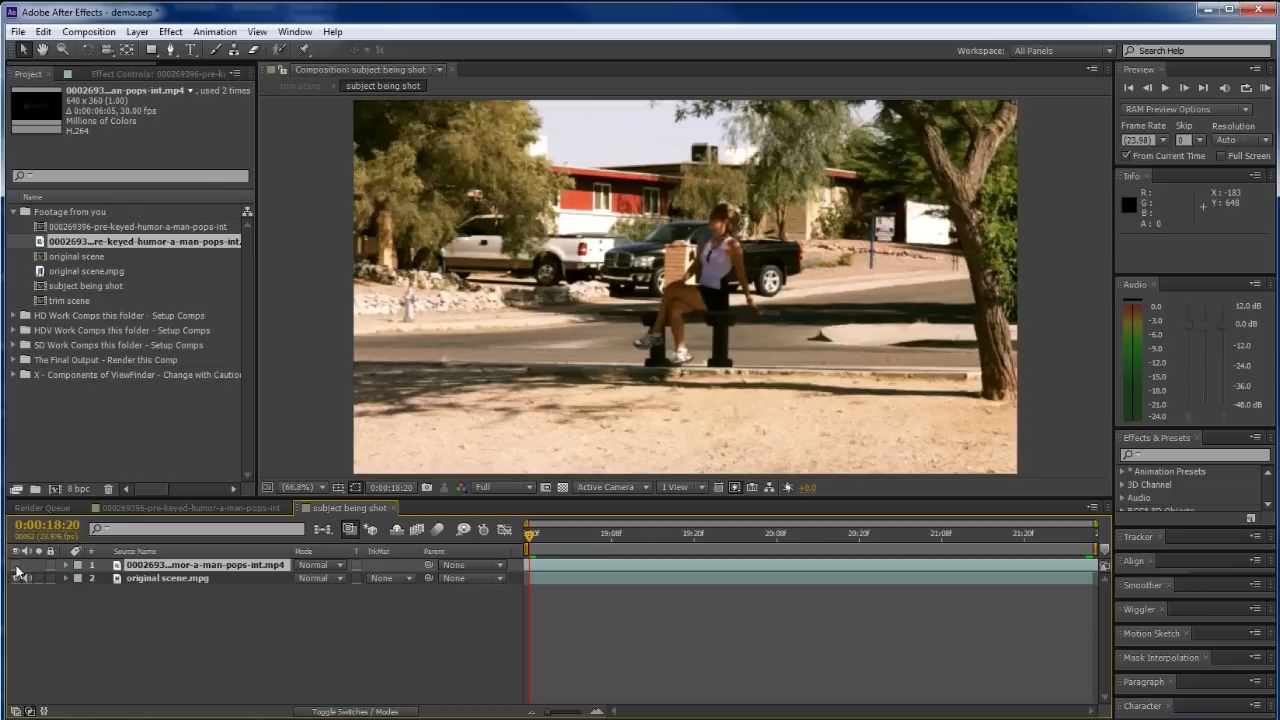 Adobe After Effects - demo.aep *
File Edit Composition Layer Effect Animation View Window Help
Workspace: All Panels Search Help
Project Effect Controls: 000269396-pre-k
0002693...an-pops-int.mp4 , used 2 times
640 x 360 (1.00)
Δ 0:00:06:05, 30.00 fps
Millions of Colors
H.264
Name
Footage from you
000269396-pre-keyed-humor-a-man-pops-int
0002693...re-keyed-humor-a-man-pops-int.
original scene
original scene.mpg
subject being shot
trim scene
HD Work Comps this folder - Setup Comps
HDV Work Comps this folder - Setup Comps
SD Work Comps this folder - Setup Comps
The Final Output - Render this Comp
X - Components of ViewFinder - Change with Cautio
8 bpc
Composition: subject being shot
trim scene subject being shot
(66.8%) 0:00:18:20 Full Active Camera 1 View +0.0
Preview
RAM Preview Options
Frame Rate Skip Resolution
(23.98) 0 Auto
From Current Time Full Screen
Info
R : X : -183
G : Y : 648
B :
A : 0
Audio
0.0 12.0 dB
-3.0 6.0 dB
-6.0 0.0 dB
-9.0
-12.0 -12.0
-15.0 -24.0
-18.0 -36.0
-21.0 -48.0 dB
-24.0
Effects & Presets
* Animation Presets
3D Channel
Audio
Tracker
Align
Smoother
Wiggler
Motion Sketch
Mask Interpolation
Paragraph
Character
Render Queue 000269396-pre-keyed-humor-a-man-pops-int subject being shot
0:00:18:20
00452 (23.976 fps)
19:08f 19:20f 20:08f 20:20f 21:08f 21:20f
# Source Name Mode T TrkMat Parent
1 0002693...mor-a-man-pops-int.mp4 Normal None
2 original scene.mpg Normal None None
Toggle Switches / Modes